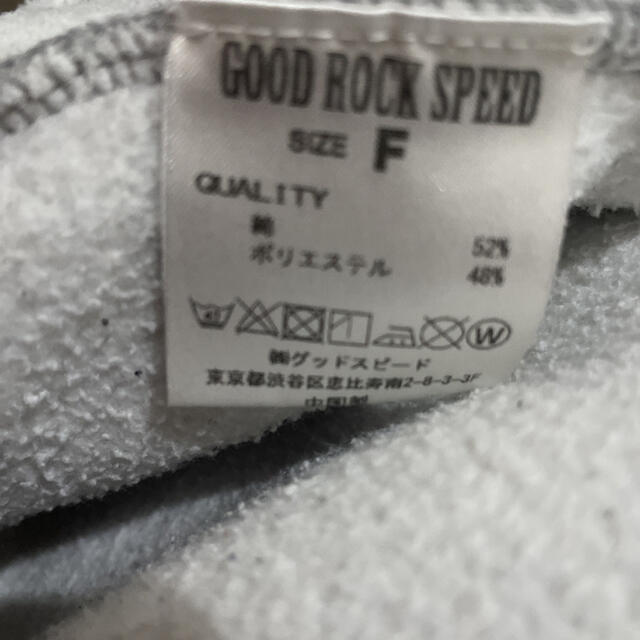 GOOD ROCK SPEED
SIZE F
QUALITY
綿 52%
ポリエステル 48%
㈱グッドスピード
東京都渋谷区恵比寿南2-8-3-3F
中国製